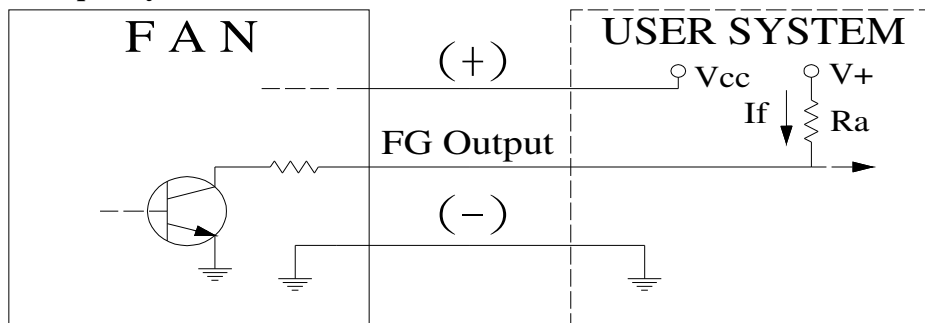 F A N
USER SYSTEM
(+)
Vcc
V+
If
Ra
FG Output
(-)